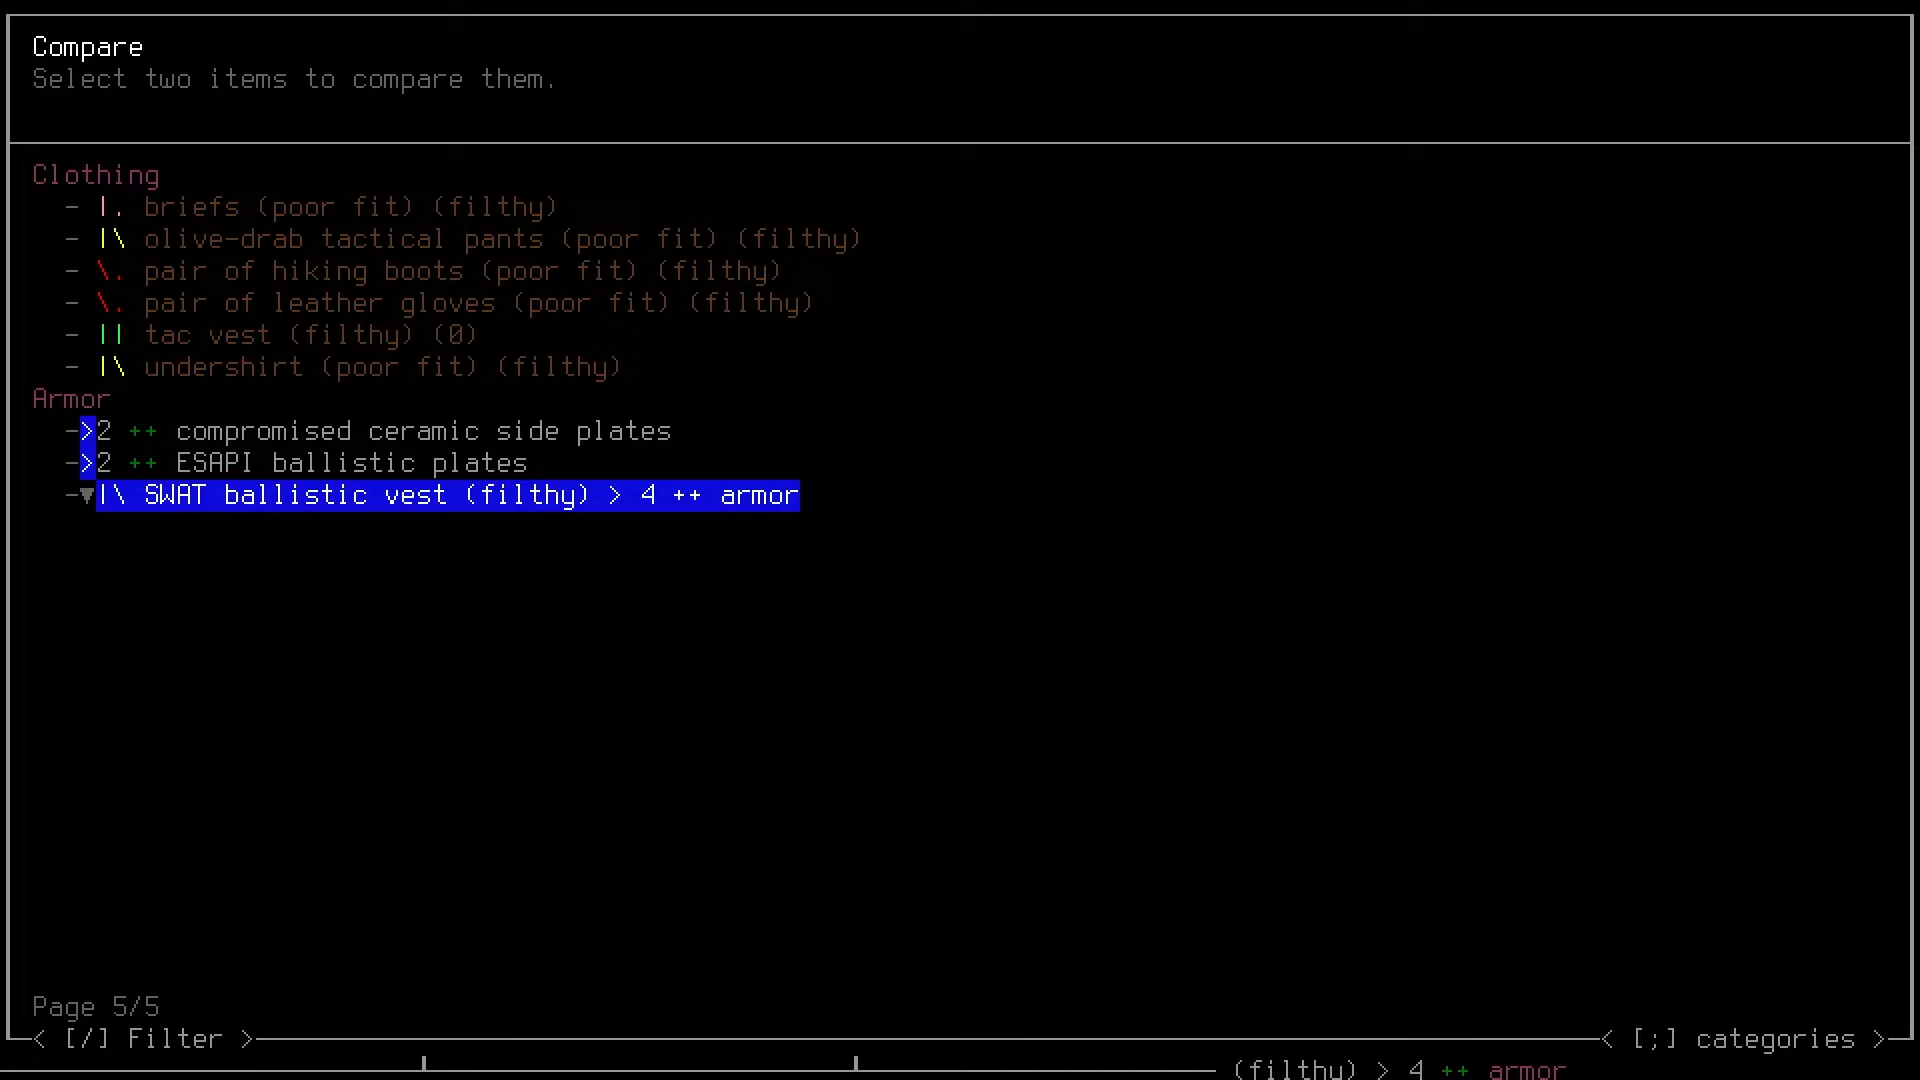 Compare
Select two items to compare them.
Clothing
- |. briefs (poor fit) (filthy)
- |\ olive-drab tactical pants (poor fit) (filthy)
- \. pair of hiking boots (poor fit) (filthy)
- \. pair of leather gloves (poor fit) (filthy)
- || tac vest (filthy) (0)
- |\ undershirt (poor fit) (filthy)
Armor
->2 ++ compromised ceramic side plates
->2 ++ ESAPI ballistic plates
-▼|\ SWAT ballistic vest (filthy) > 4 ++ armor
Page 5/5
< [/] Filter >
< [;] categories >
(filthy) > 4 ++ armor